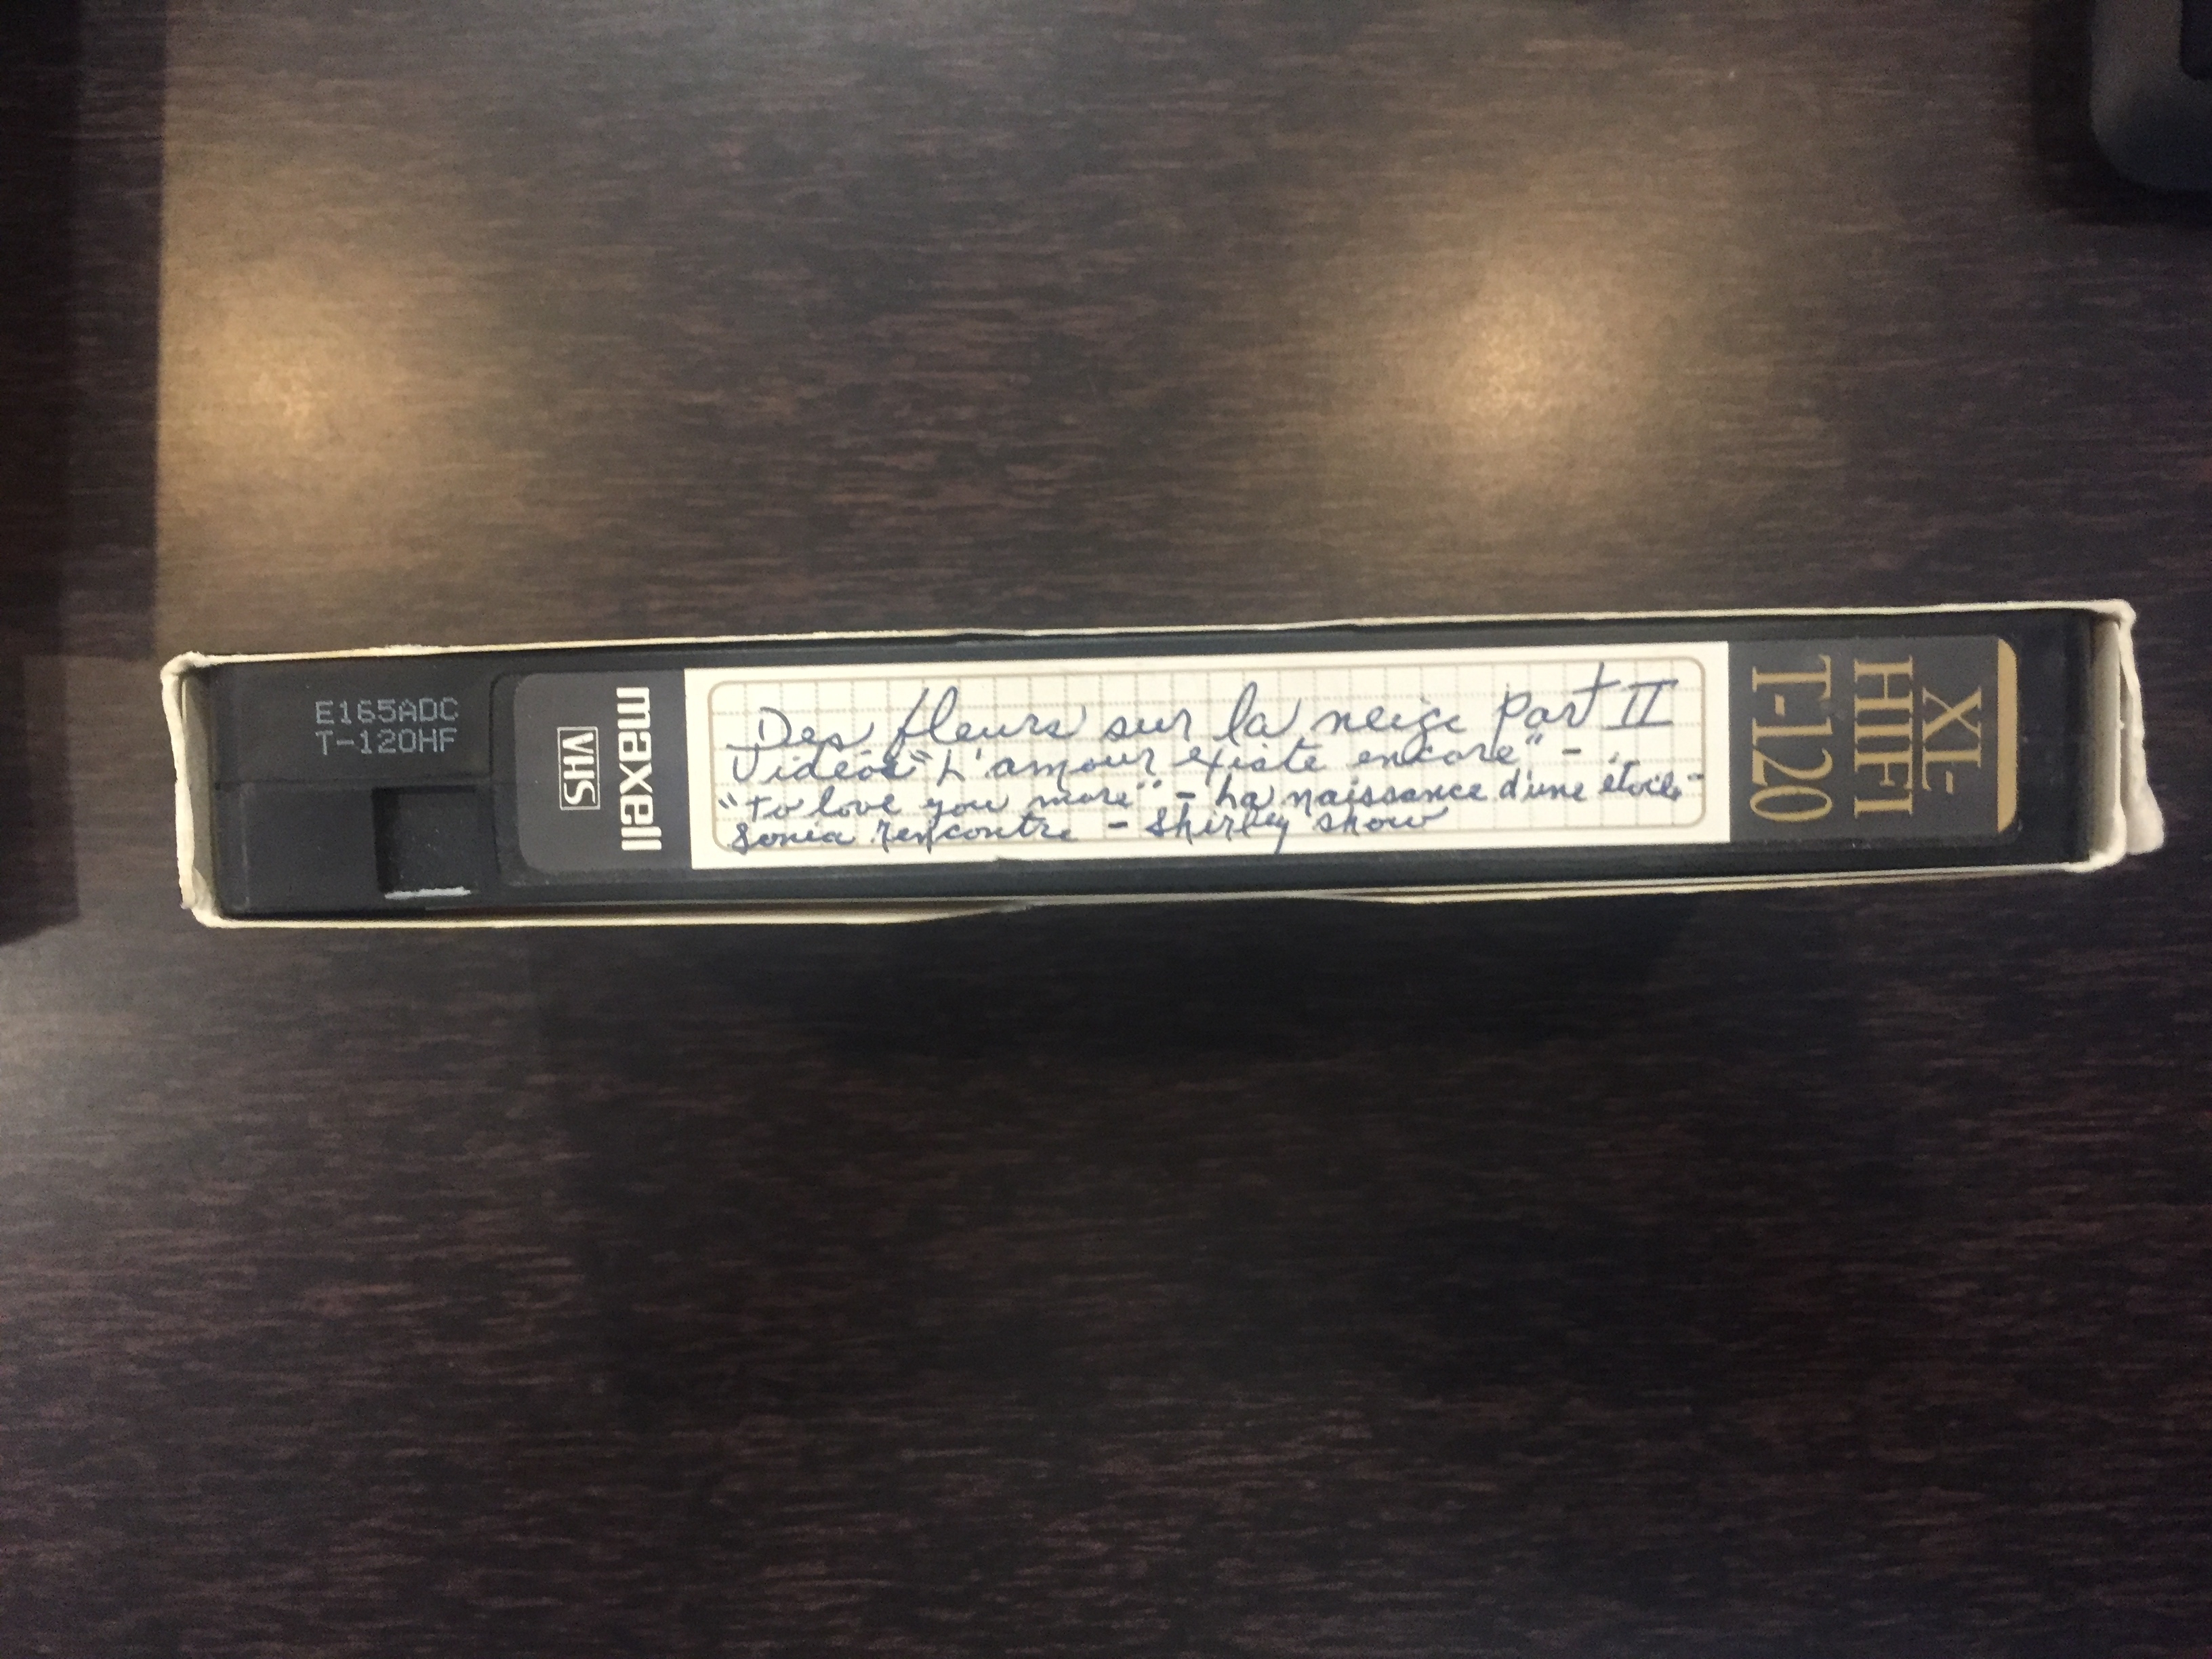 E165ADC
T-120HF
maxell
VHS
Des fleurs sur la neige Part II
Vidéos "L'amour existe encore" -
"To love you more" - La naissance d'une étoile -
Sonia rencontre - Shirley show
XL-
HIFI
T-120